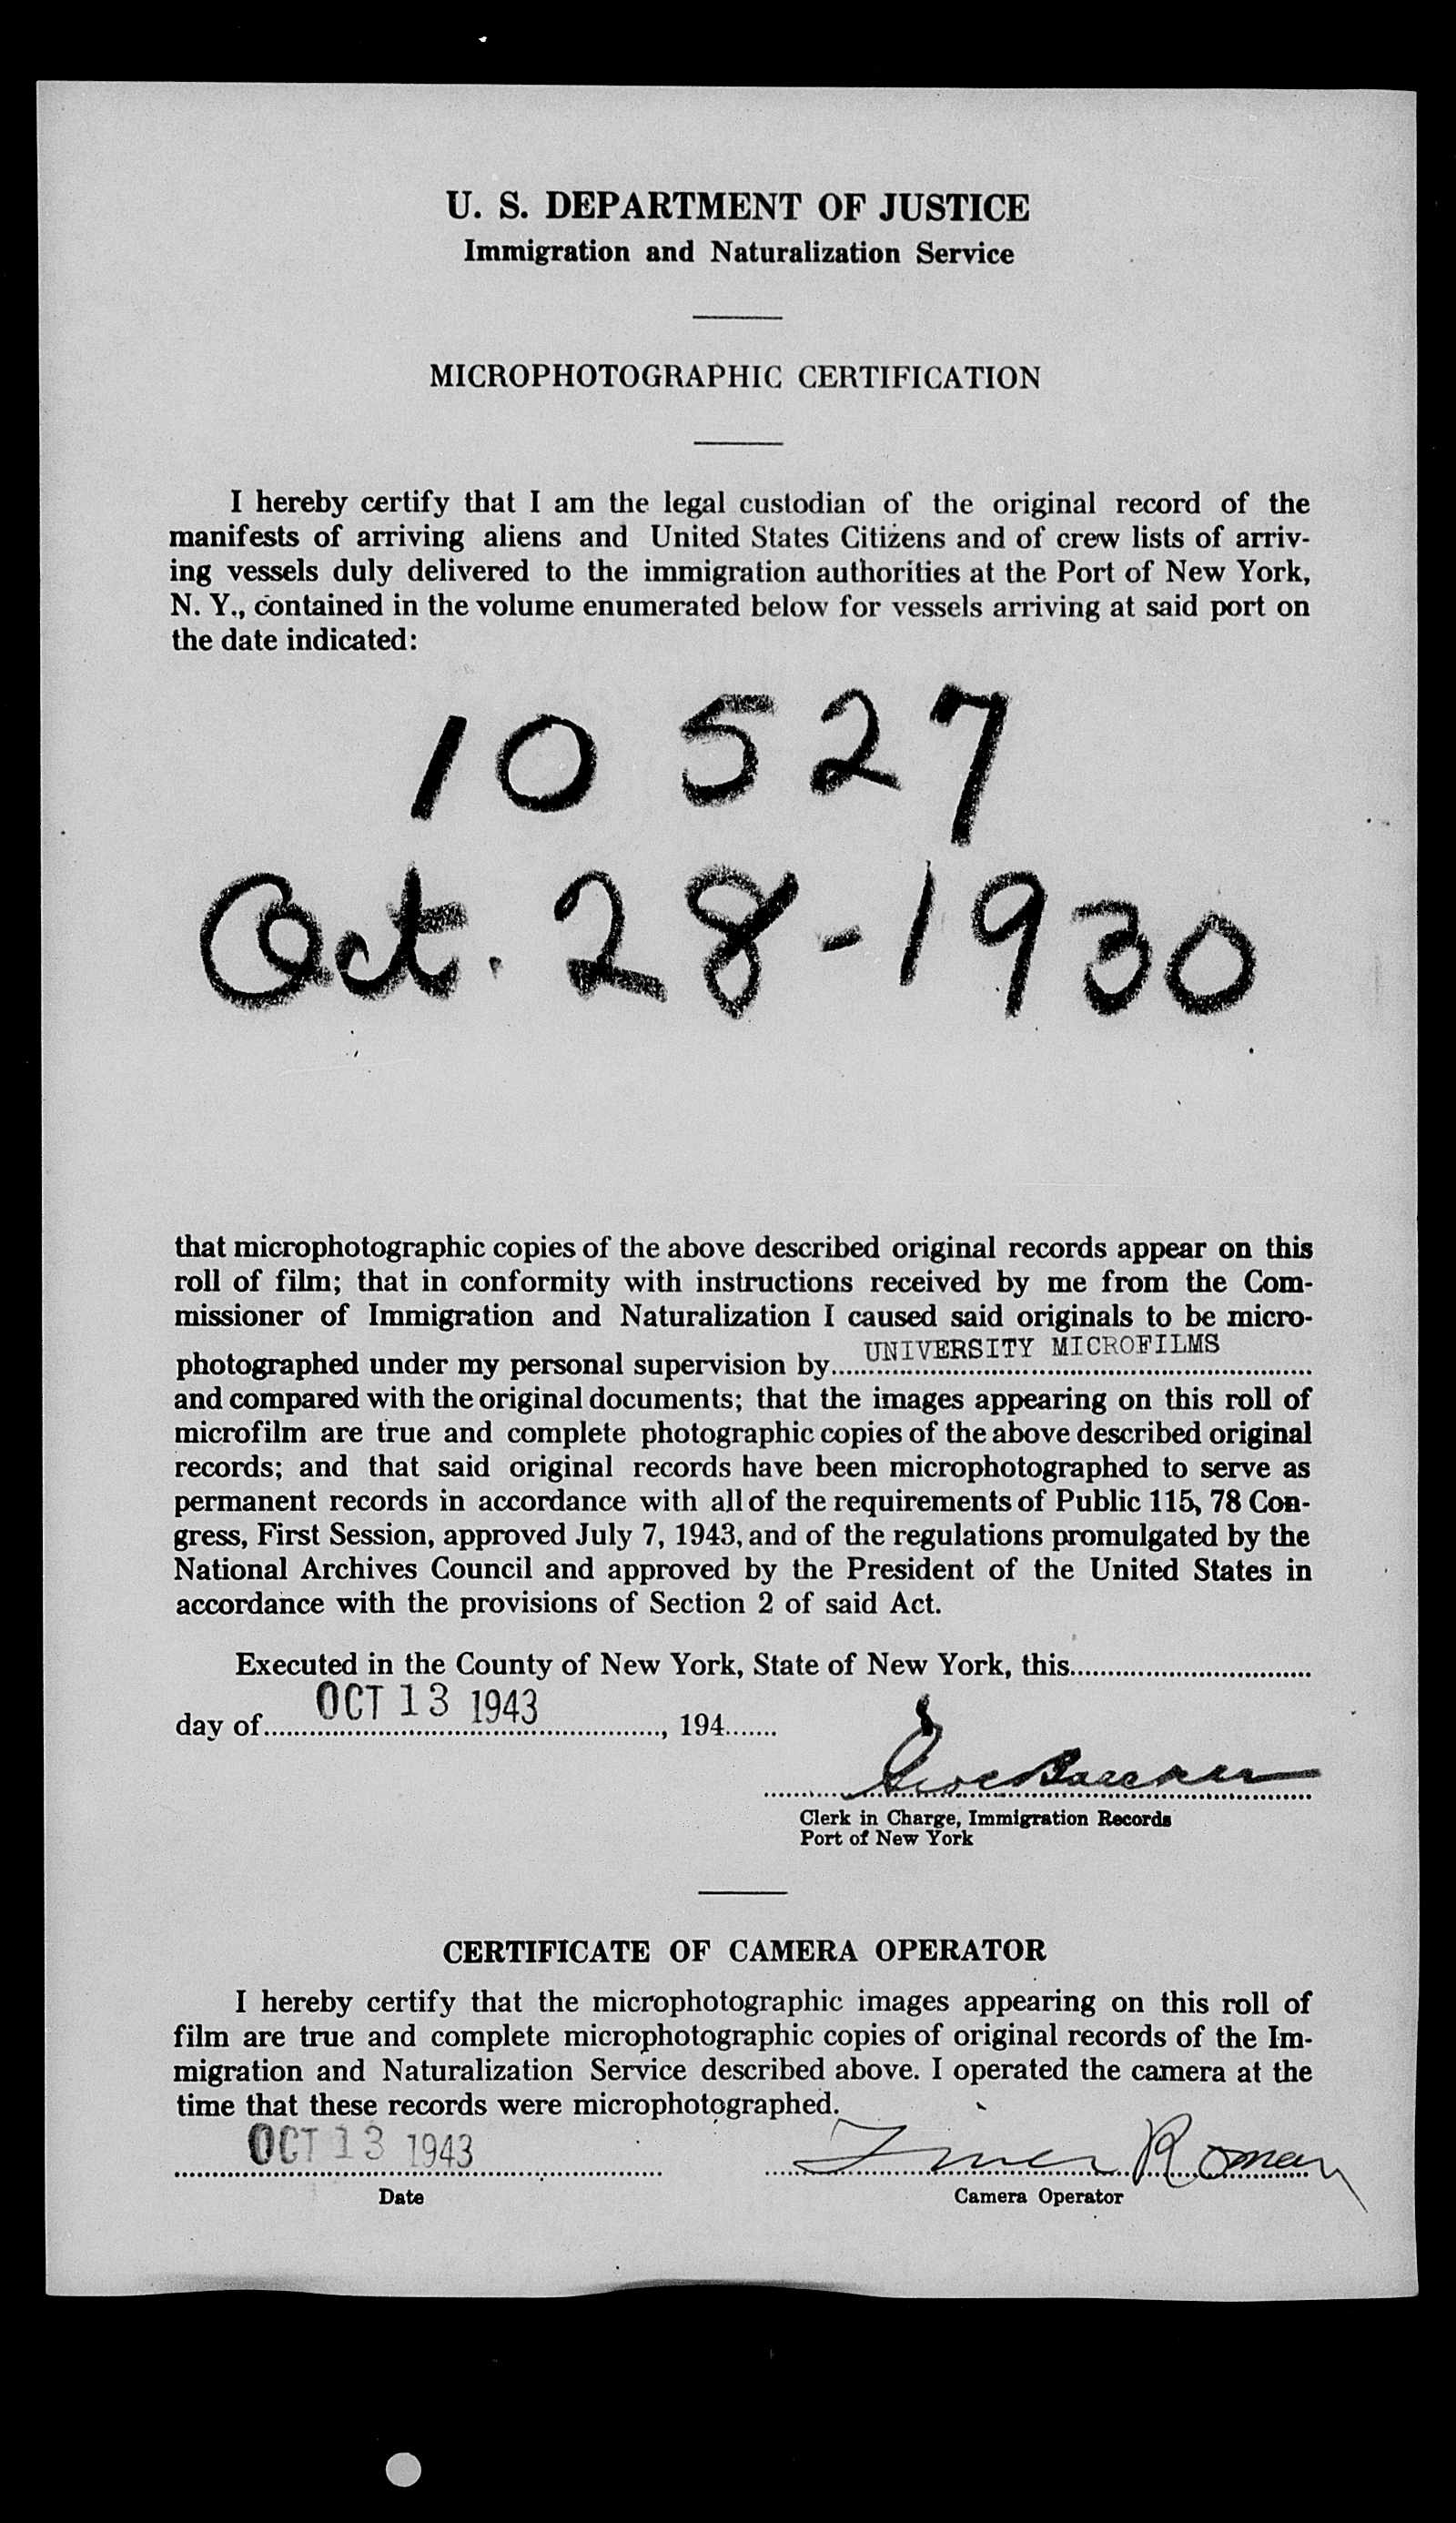 U. S. DEPARTMENT OF JUSTICE
Immigration and Naturalization Service
MICROPHOTOGRAPHIC CERTIFICATION
I hereby certify that I am the legal custodian of the original record of the
manifests of arriving aliens and United States Citizens and of crew lists of arriv-
ing vessels duly delivered to the immigration authorities at the Port of New York,
N. Y., contained in the volume enumerated below for vessels arriving at said port on
the date indicated:
10 527
Oct. 28-1930
that microphotographic copies of the above described original records appear on this
roll of film; that in conformity with instructions received by me from the Com-
missioner of Immigration and Naturalization I caused said originals to be micro-
photographed under my personal supervision by UNIVERSITY MICROFILMS
and compared with the original documents; that the images appearing on this roll of
microfilm are true and complete photographic copies of the above described original
records; and that said original records have been microphotographed to serve as
permanent records in accordance with all of the requirements of Public 115, 78 Con-
gress, First Session, approved July 7, 1943, and of the regulations promulgated by the
National Archives Council and approved by the President of the United States in
accordance with the provisions of Section 2 of said Act.
Executed in the County of New York, State of New York, this
day of OCT 13 1943, 194
Clerk in Charge, Immigration Records
Port of New York
CERTIFICATE OF CAMERA OPERATOR
I hereby certify that the microphotographic images appearing on this roll of
film are true and complete microphotographic copies of original records of the Im-
migration and Naturalization Service described above. I operated the camera at the
time that these records were microphotographed.
OCT 13 1943 Roman
Date Camera Operator